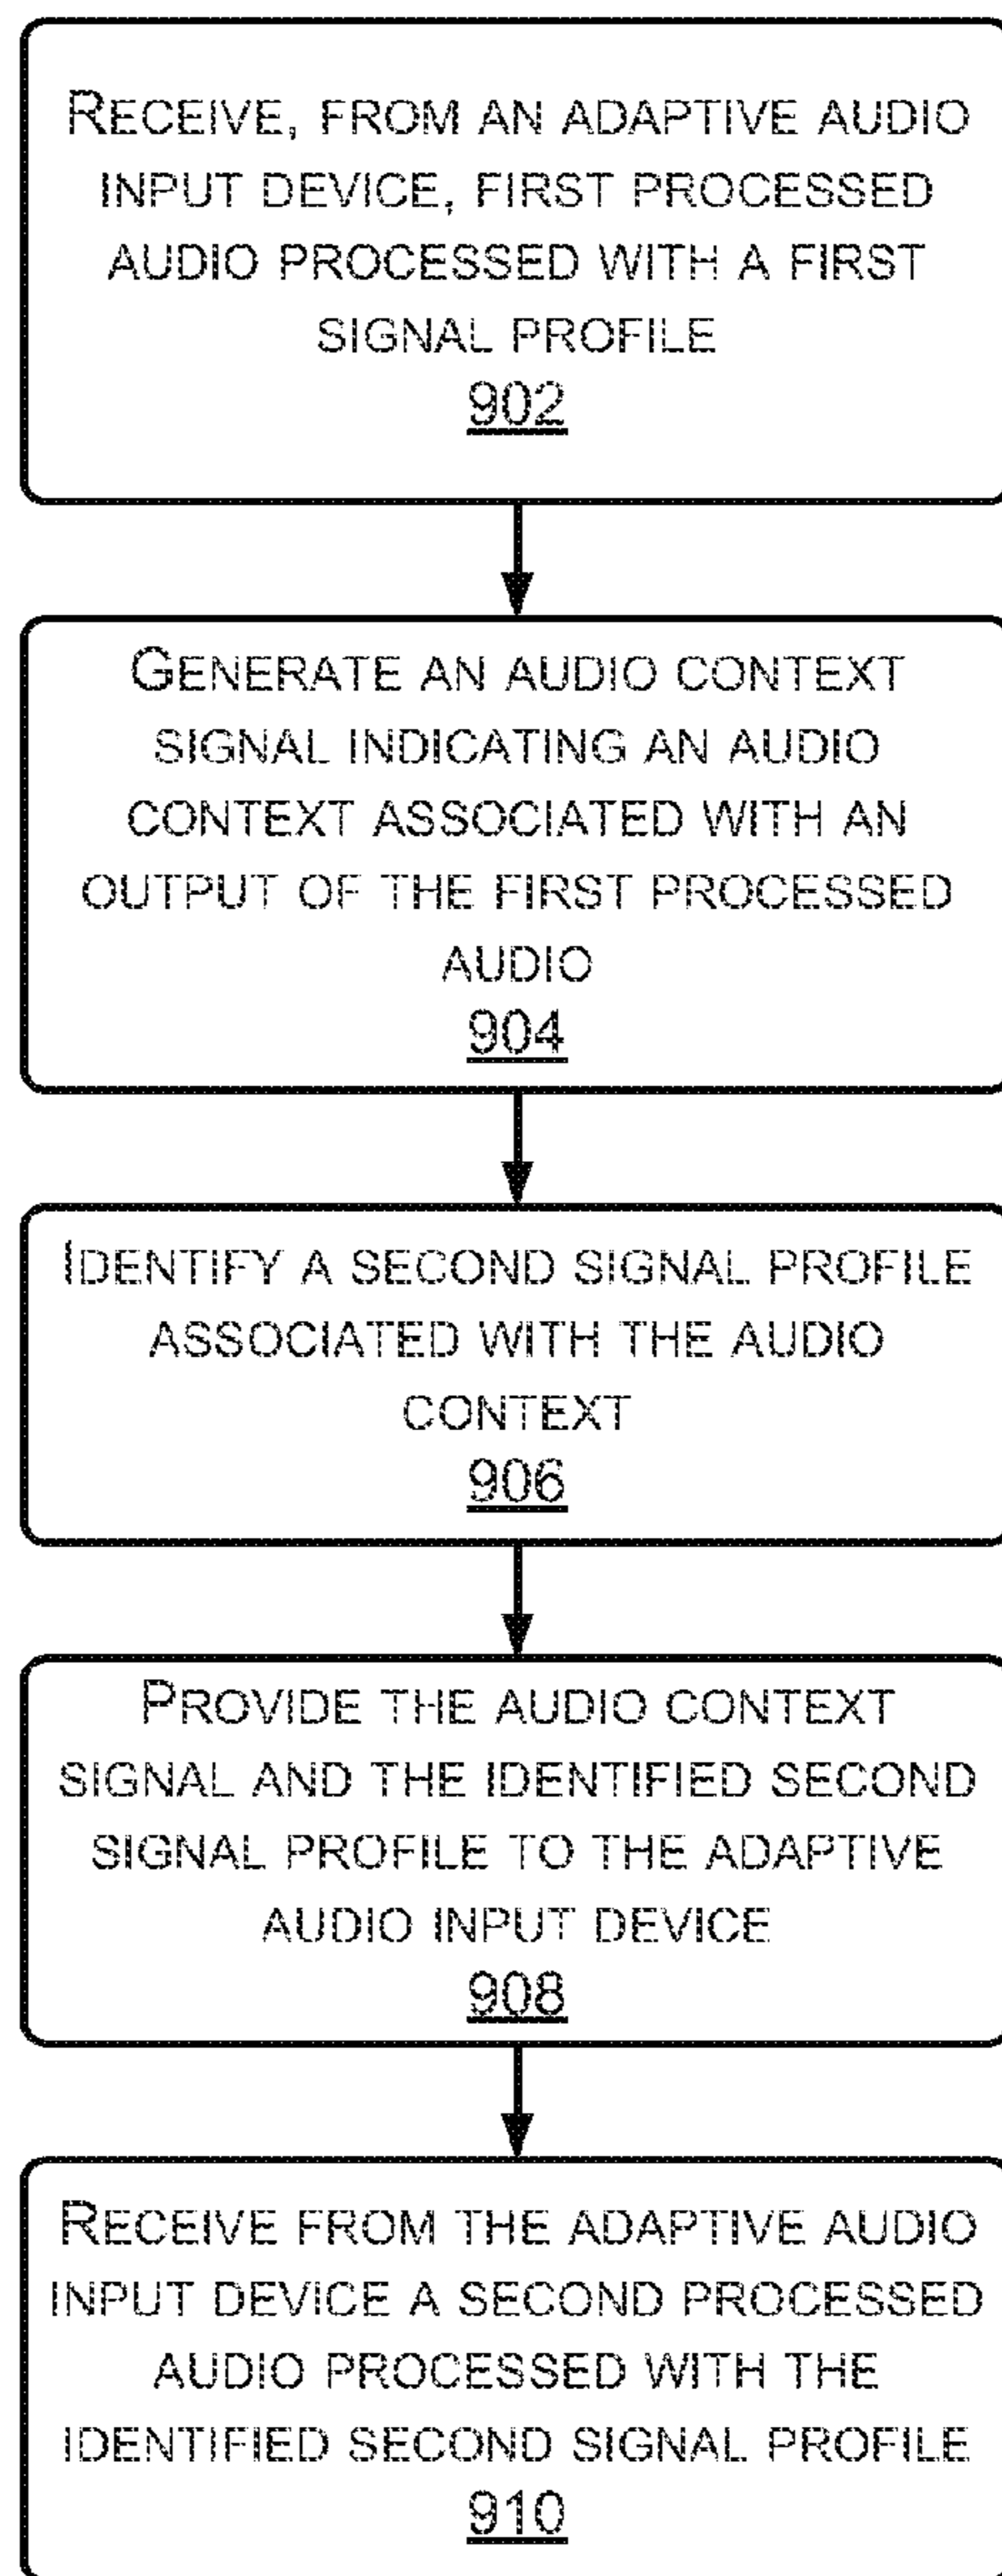 RECEIVE, FROM AN ADAPTIVE AUDIO
INPUT DEVICE, FIRST PROCESSED
AUDIO PROCESSED WITH A FIRST
SIGNAL PROFILE
902
GENERATE AN AUDIO CONTEXT
SIGNAL INDICATING AN AUDIO
CONTEXT ASSOCIATED WITH AN
OUTPUT OF THE FIRST PROCESSED
AUDIO
904
IDENTIFY A SECOND SIGNAL PROFILE
ASSOCIATED WITH THE AUDIO
CONTEXT
906
PROVIDE THE AUDIO CONTEXT
SIGNAL AND THE IDENTIFIED SECOND
SIGNAL PROFILE TO THE ADAPTIVE
AUDIO INPUT DEVICE
908
RECEIVE FROM THE ADAPTIVE AUDIO
INPUT DEVICE A SECOND PROCESSED
AUDIO PROCESSED WITH THE
IDENTIFIED SECOND SIGNAL PROFILE
910